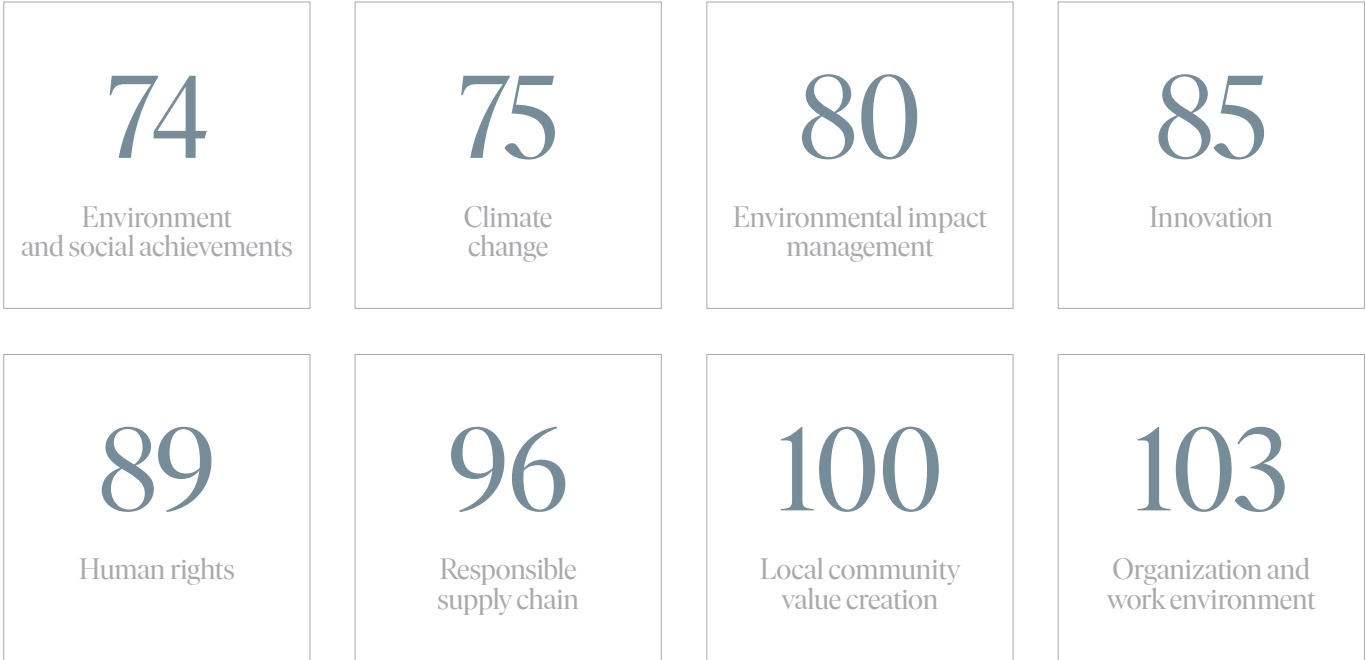 74
Environment
and social achievements
75
Climate
change
80
Environmental impact
management
85
Innovation
89
Human rights
96
Responsible
supply chain
100
Local community
value creation
103
Organization and
work environment